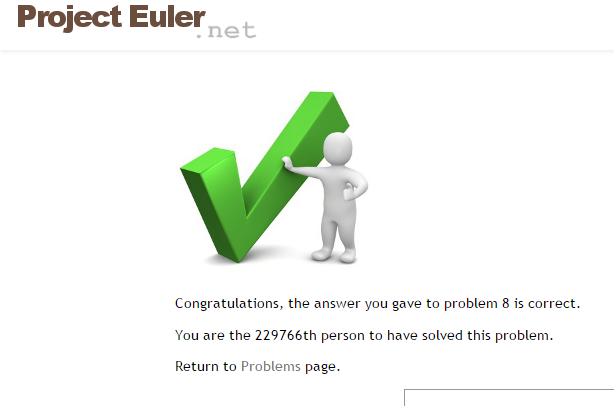 Project Euler
.net
Congratulations, the answer you gave to problem 8 is correct.
You are the 229766th person to have solved this problem.
Return to Problems page.